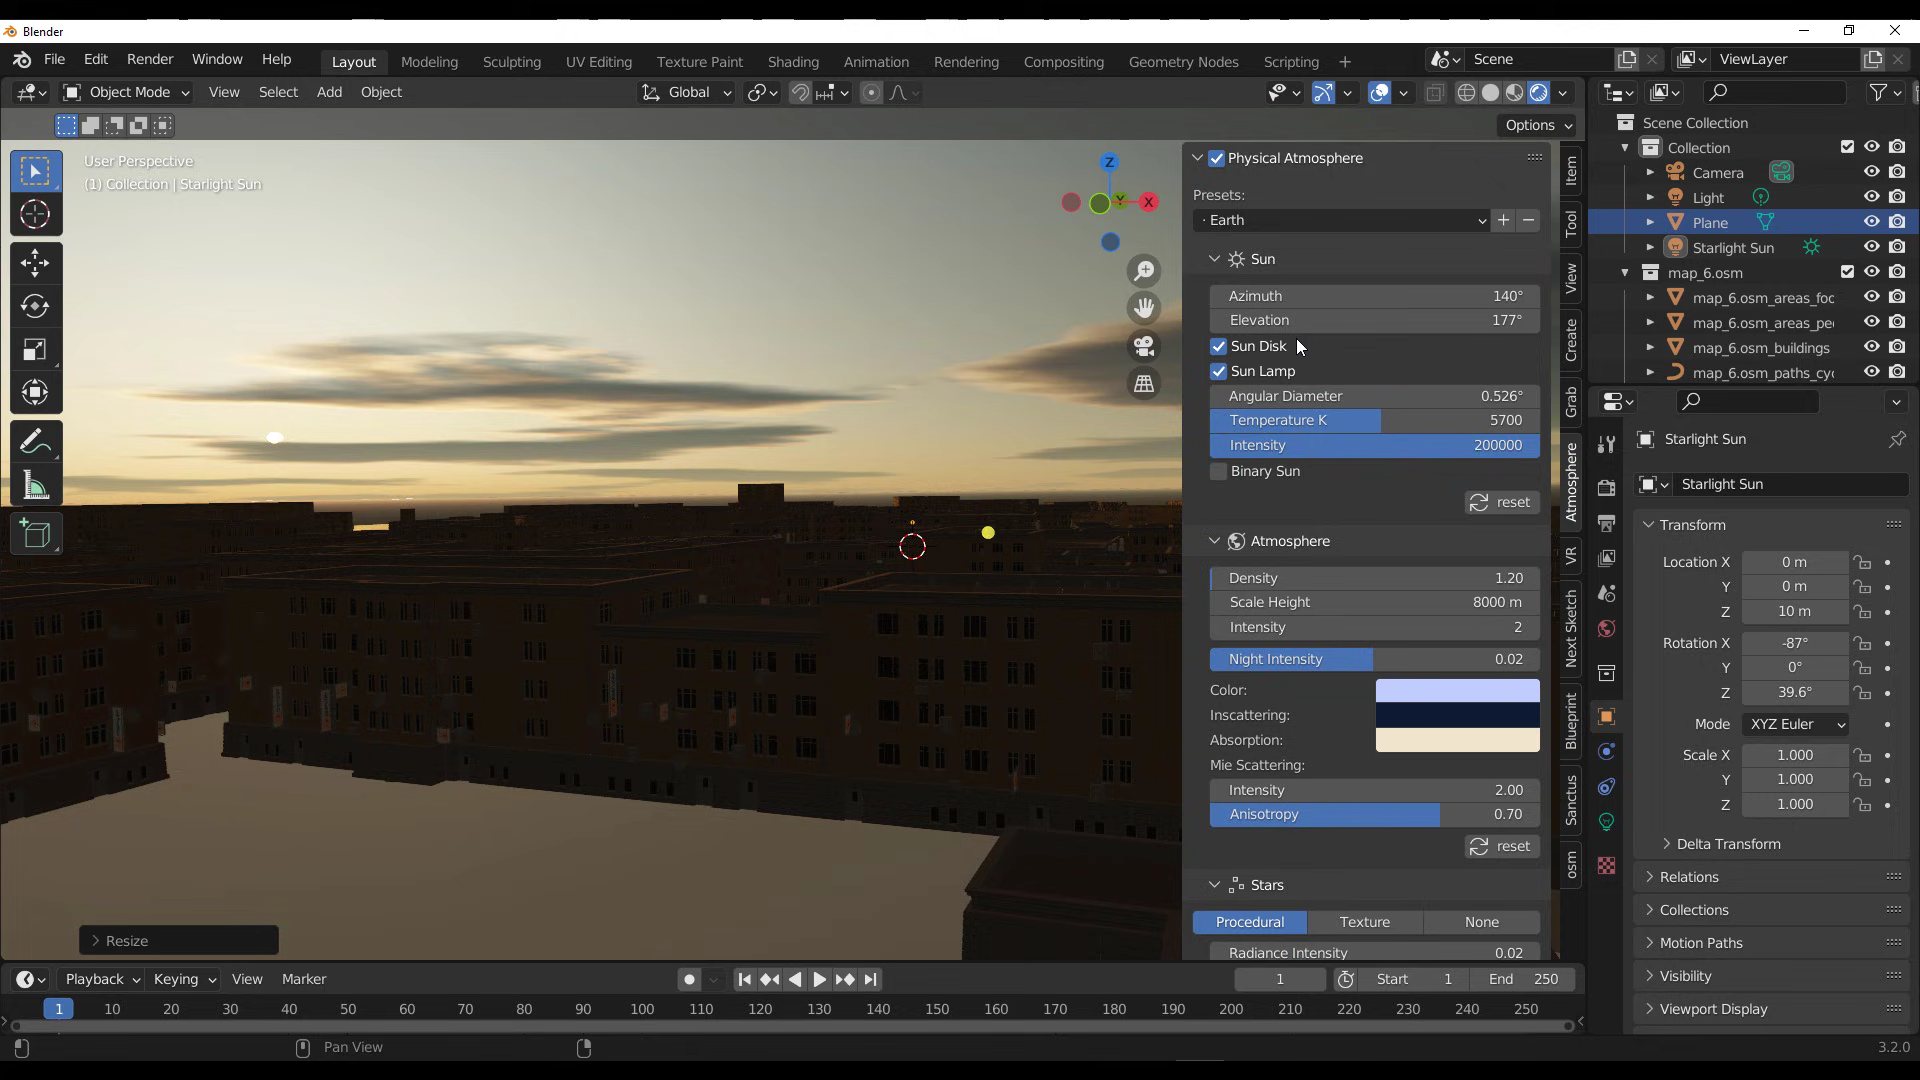 Blender
File Edit Render Window Help Layout Modeling Sculpting UV Editing Texture Paint Shading Animation Rendering Compositing Geometry Nodes Scripting + Scene ViewLayer
Object Mode View Select Add Object Global
Options
User Perspective
(1) Collection | Starlight Sun
Z
Y
X
Physical Atmosphere
Presets:
· Earth
Sun
Azimuth 140°
Elevation 177°
Sun Disk
Sun Lamp
Angular Diameter 0.526°
Temperature K 5700
Intensity 200000
Binary Sun
reset
Atmosphere
Density 1.20
Scale Height 8000 m
Intensity 2
Night Intensity 0.02
Color:
Inscattering:
Absorption:
Mie Scattering:
Intensity 2.00
Anisotropy 0.70
reset
Stars
Procedural Texture None
Radiance Intensity 0.02
Item
Tool
View
Create
Grab
Atmosphere
VR
Next Sketch
Blueprint
Sanctus
osm
Scene Collection
Collection
Camera
Light
Plane
Starlight Sun
map_6.osm
map_6.osm_areas_foo
map_6.osm_areas_pe
map_6.osm_buildings
map_6.osm_paths_cy
Starlight Sun
Starlight Sun
Transform
Location X 0 m
Y 0 m
Z 10 m
Rotation X -87°
Y 0°
Z 39.6°
Mode XYZ Euler
Scale X 1.000
Y 1.000
Z 1.000
Delta Transform
Relations
Collections
Motion Paths
Visibility
Viewport Display
Resize
Playback Keying View Marker 1 Start 1 End 250
1 10 20 30 40 50 60 70 80 90 100 110 120 130 140 150 160 170 180 190 200 210 220 230 240 250
Pan View
3.2.0